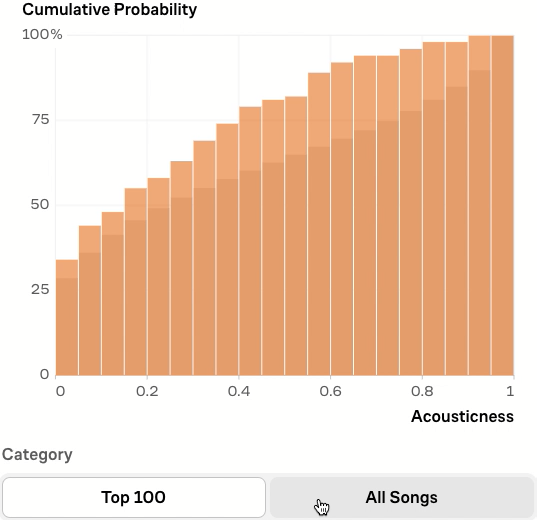 Cumulative Probability
100%
75
50
25
0
0 0.2 0.4 0.6 0.8 1
Acousticness
Category
Top 100 All Songs